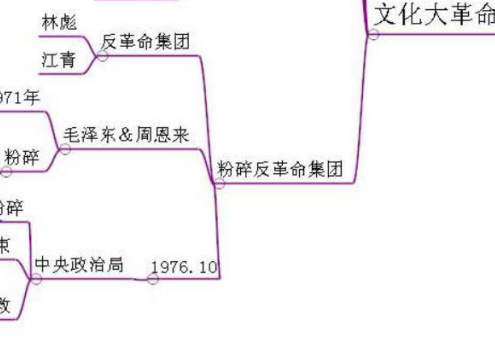 文化大革命
林彪
反革命集团
江青
971年
毛泽东&周恩来
粉碎
粉碎反革命集团
粉碎
束
中央政治局
1976.10
数